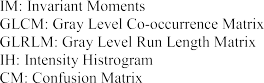 IM: Invariant Moments
GLCM: Gray Level Co-occurrence Matrix
GLRLM: Gray Level Run Length Matrix
IH: Intensity Histrogram
CM: Confusion Matrix